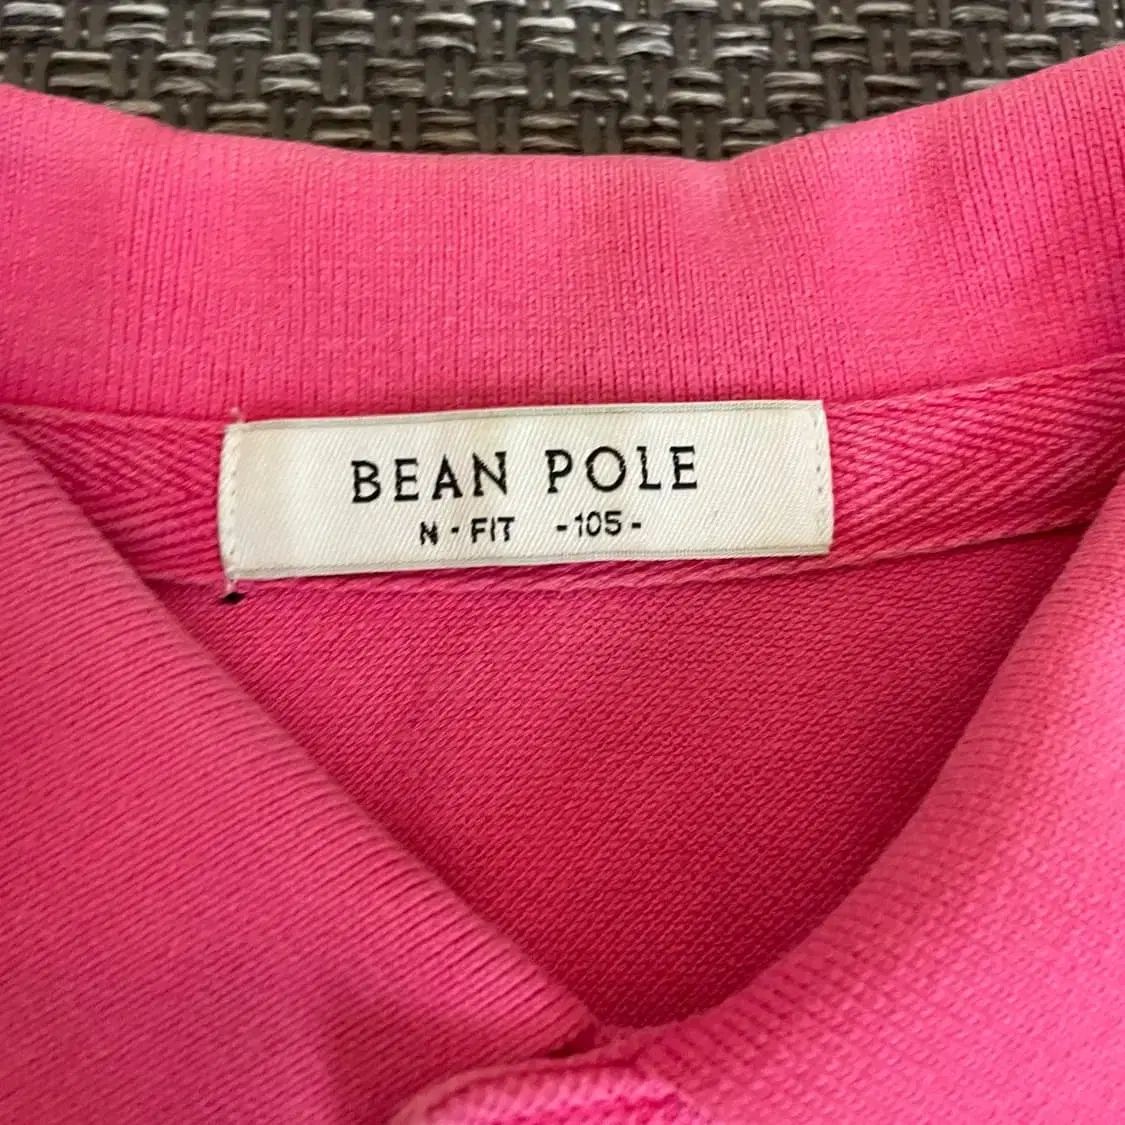 BEAN POLE
N - FIT -105-